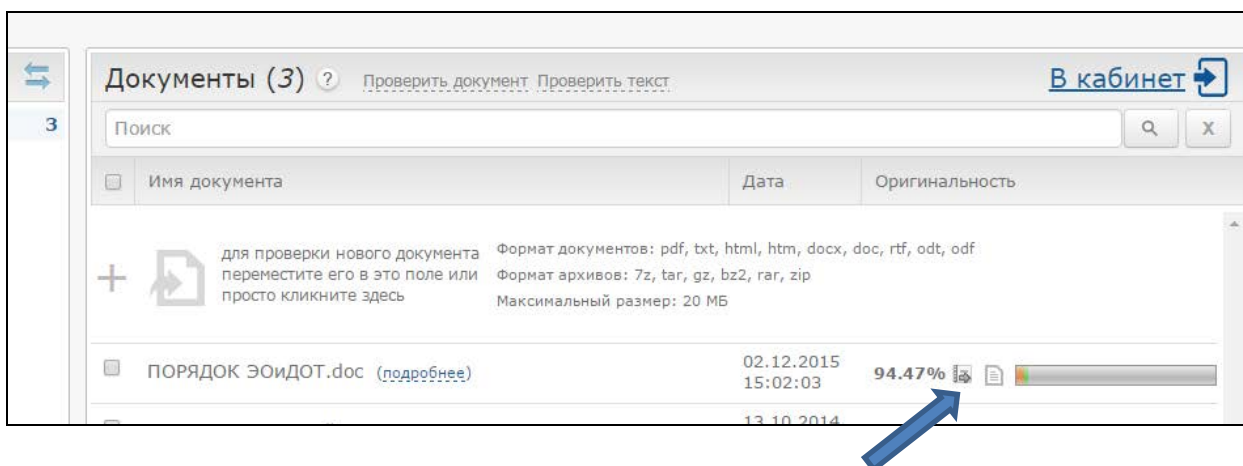 Документы (3) ? Проверить документ Проверить текст В кабинет
3
Поиск X
Имя документа Дата Оригинальность
для проверки нового документа
переместите его в это поле или
просто кликните здесь
Формат документов: pdf, txt, html, htm, docx, doc, rtf, odt, odf
Формат архивов: 7z, tar, gz, bz2, rar, zip
Максимальный размер: 20 МБ
ПОРЯДОК ЭОиДОТ.doc (подробнее) 02.12.2015
15:02:03 94.47%
13.10.2014